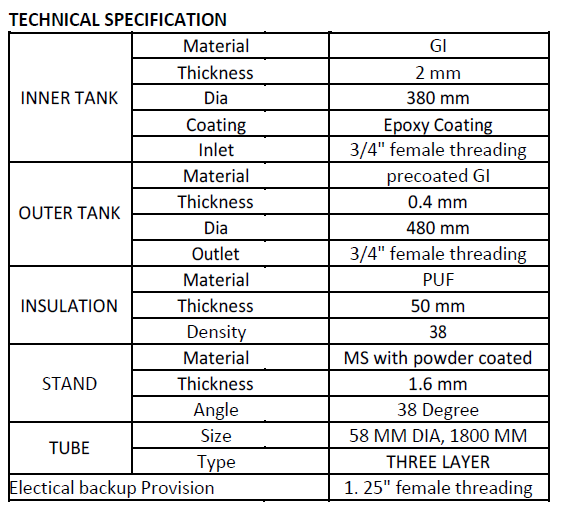 TECHNICAL SPECIFICATION
INNER TANK
Material GI
Thickness 2 mm
Dia 380 mm
Coating Epoxy Coating
Inlet 3/4" female threading
OUTER TANK
Material precoated GI
Thickness 0.4 mm
Dia 480 mm
Outlet 3/4" female threading
INSULATION
Material PUF
Thickness 50 mm
Density 38
STAND
Material MS with powder coated
Thickness 1.6 mm
Angle 38 Degree
TUBE
Size 58 MM DIA, 1800 MM
Type THREE LAYER
Electical backup Provision 1. 25" female threading